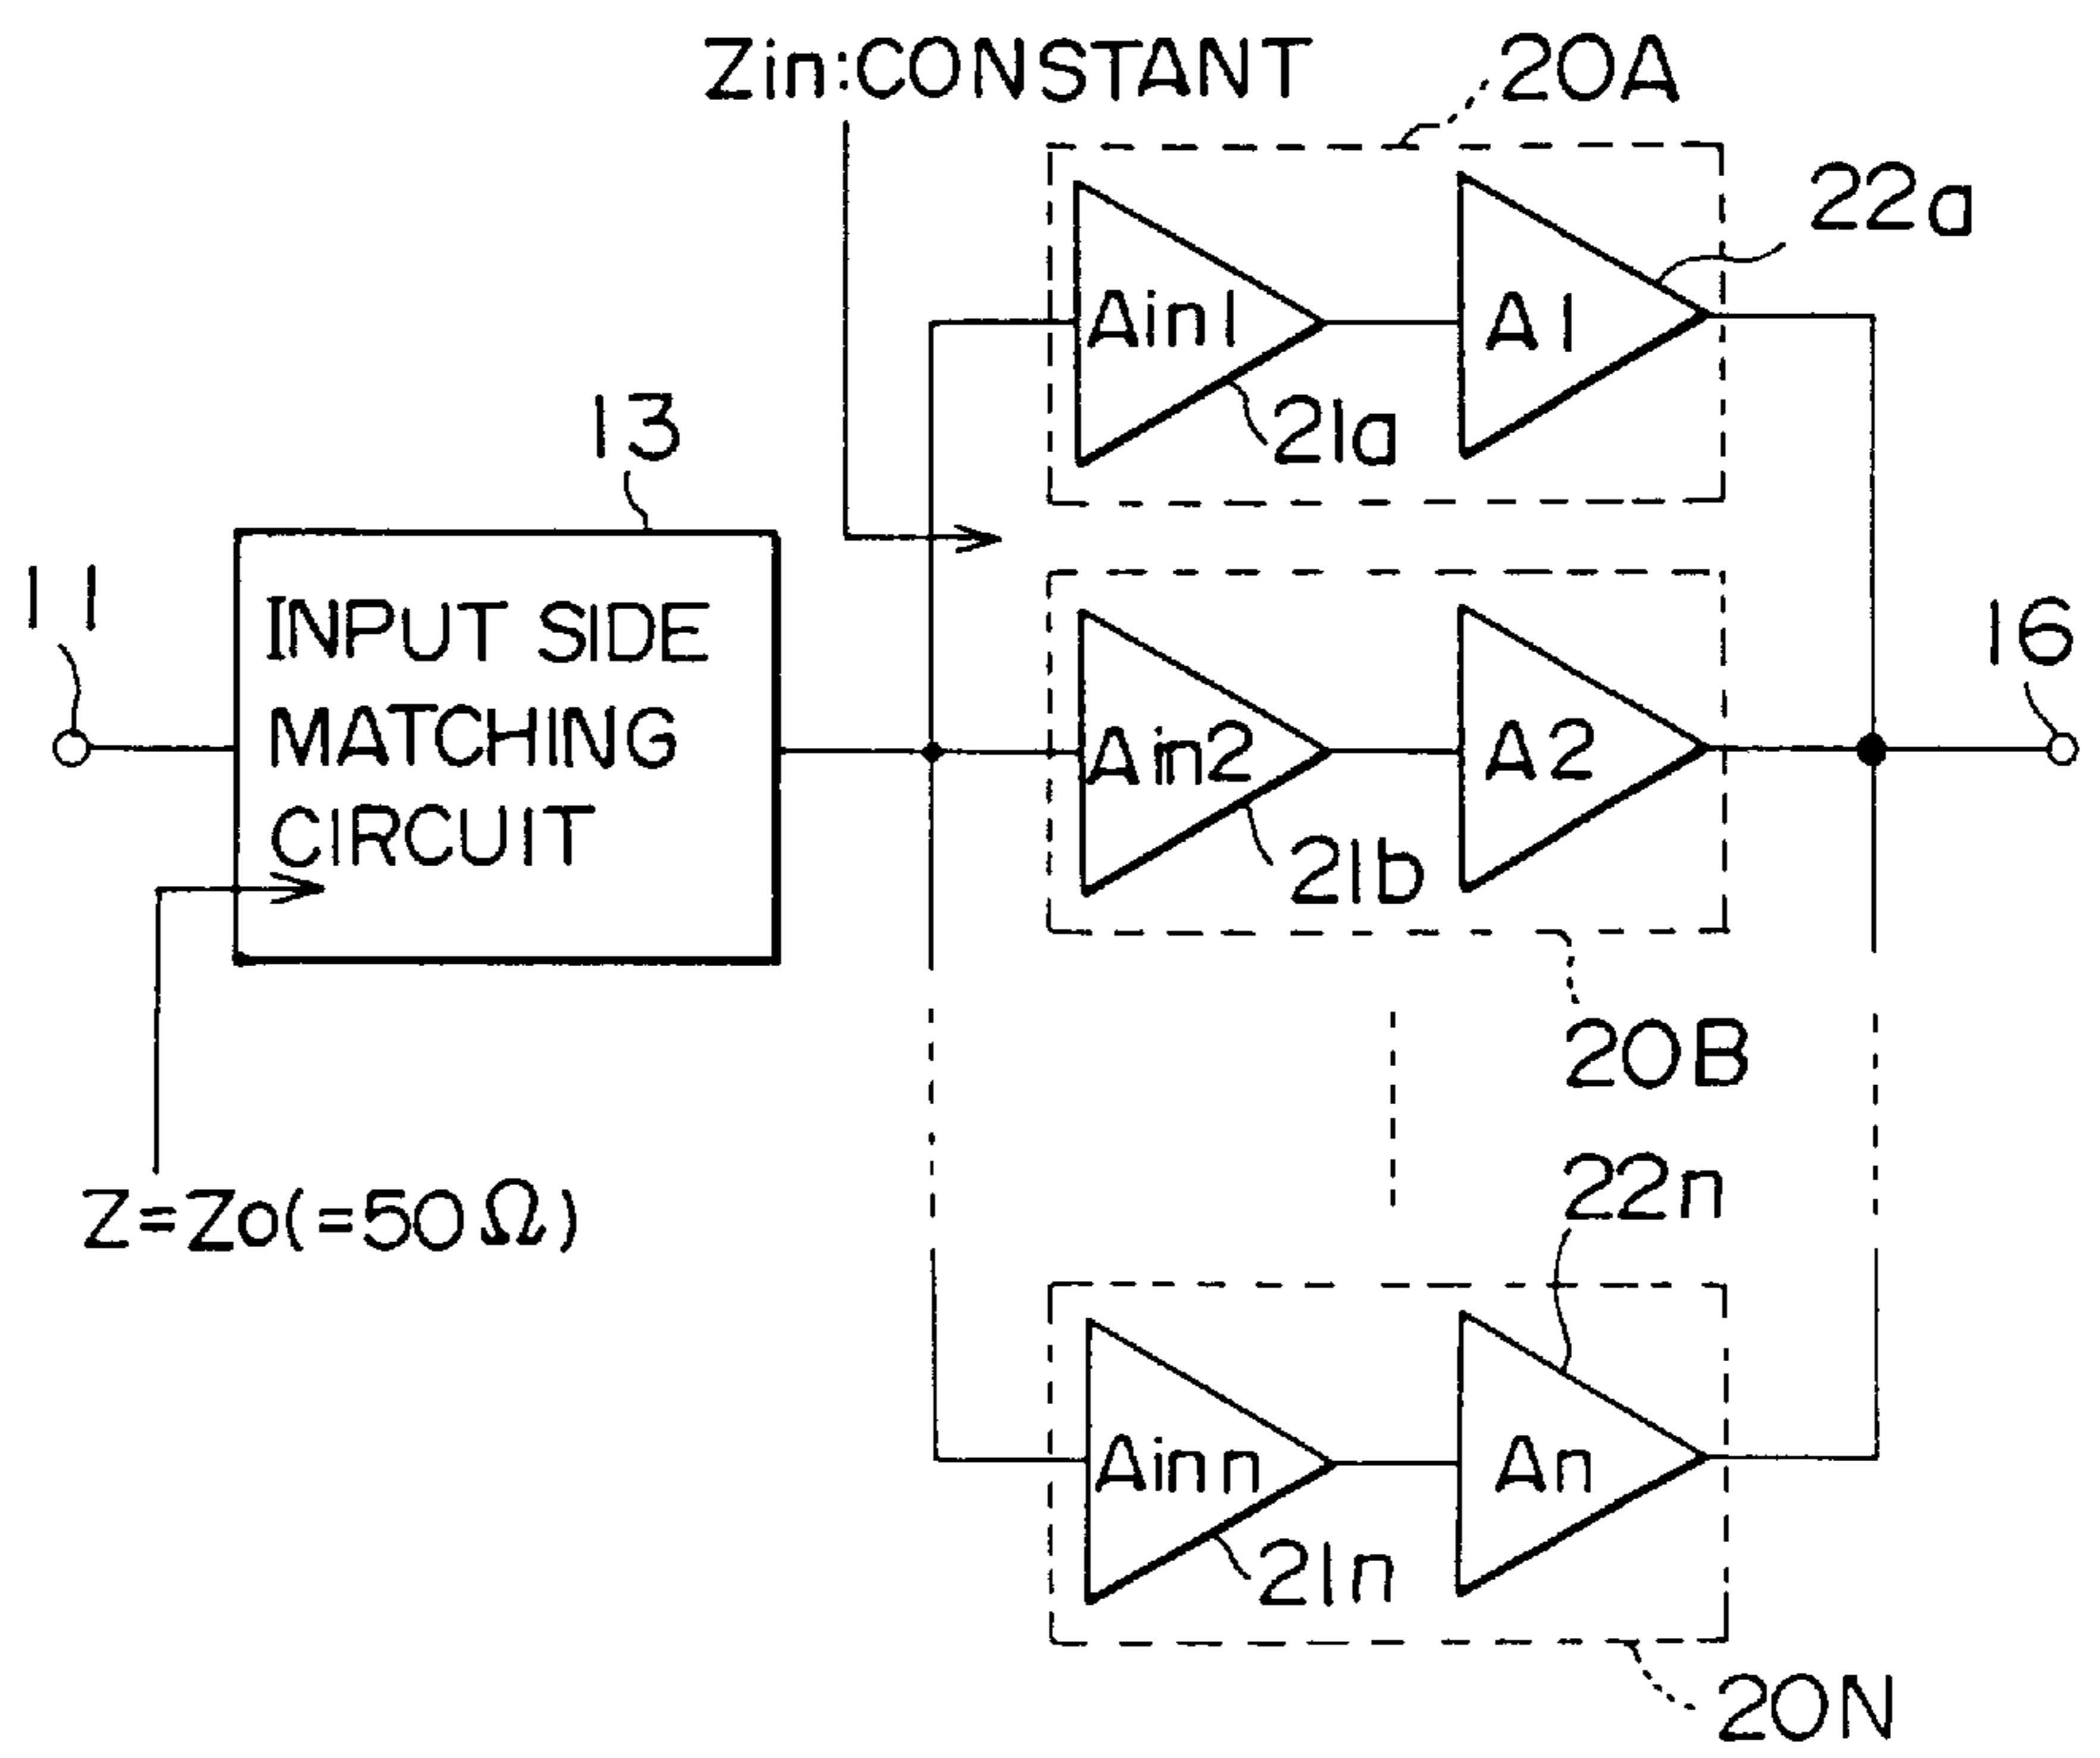 Zin:CONSTANT
20A
22a
Ain1
A1
21a
13
11
INPUT SIDE
MATCHING
CIRCUIT
16
Ain2
A2
21b
20B
22n
Z=Zo(=50Ω)
Ainn
An
21n
20N